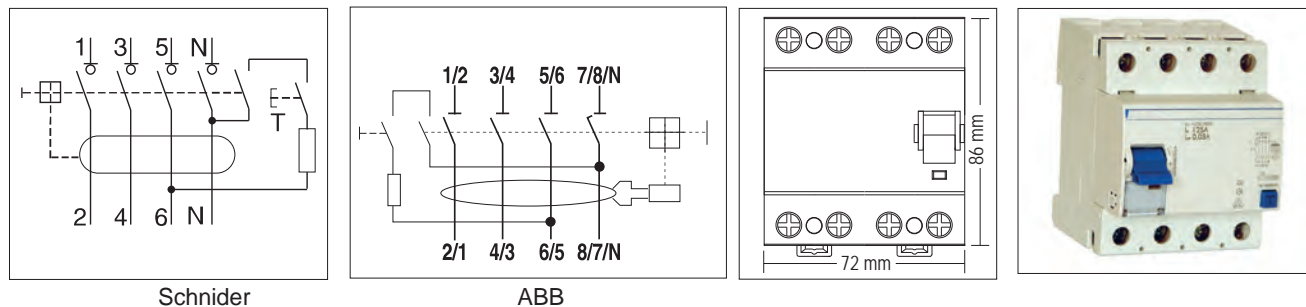 1 3 5 N
T
2 4 6 N
Schnider
1/2 3/4 5/6 7/8/N
2/1 4/3 6/5 8/7/N
ABB
86 mm
72 mm